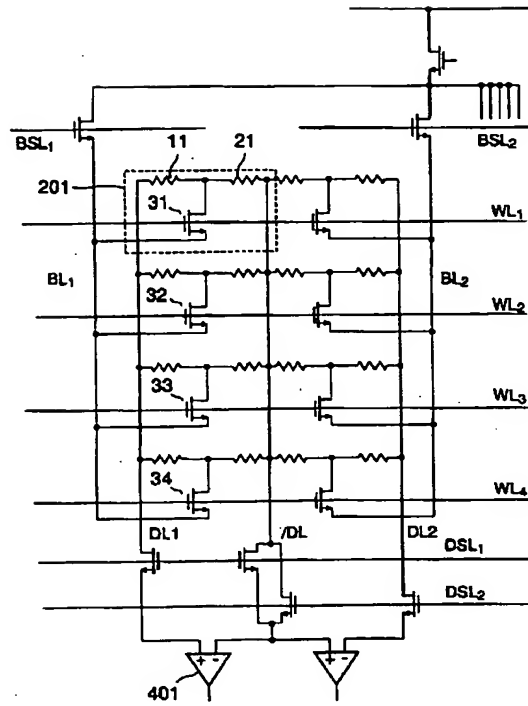 BSL1
BSL2
11
21
201
31
WL1
BL1
BL2
32
WL2
33
WL3
34
WL4
DL1
/DL
DL2
DSL1
DSL2
+ -
- +
401